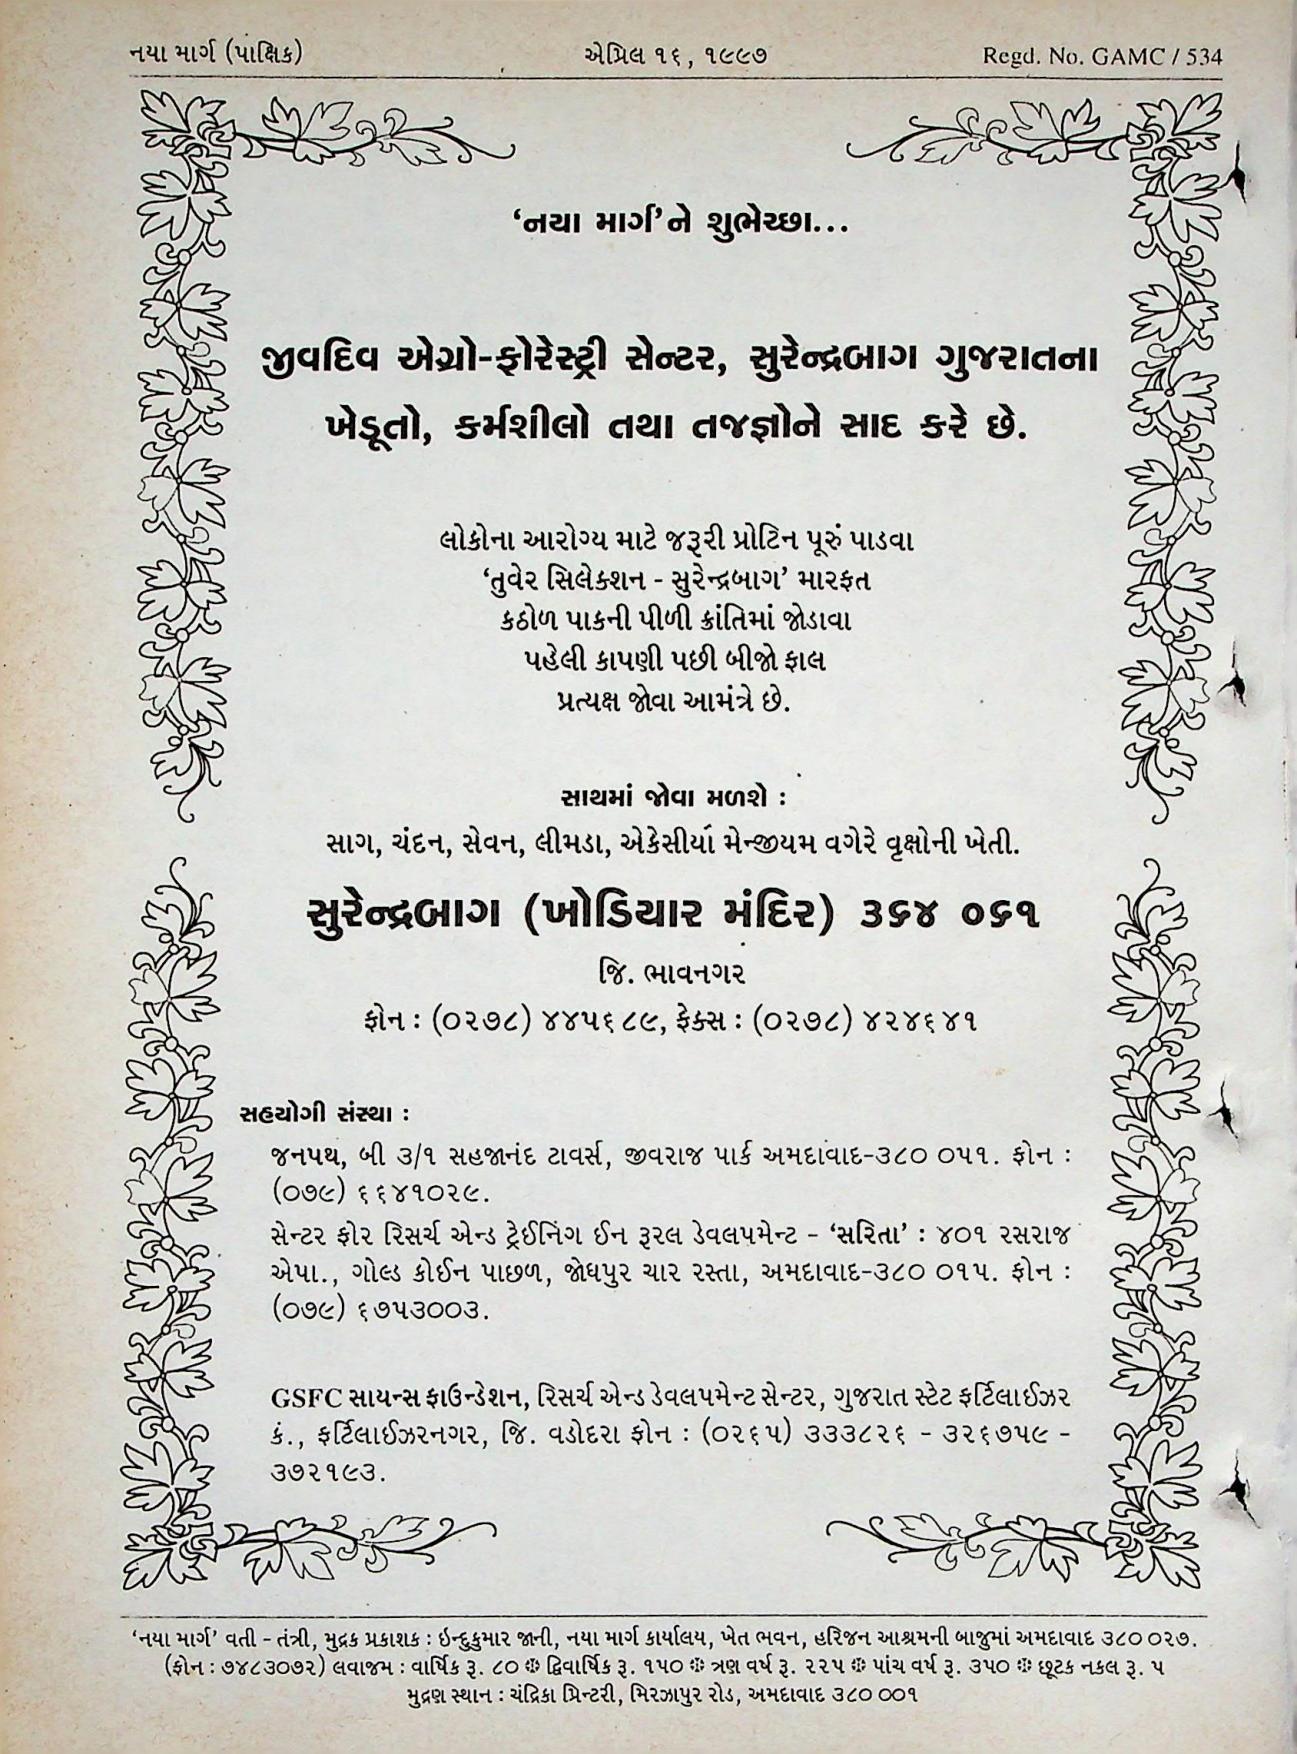 નયા માર્ગ (પાક્ષિક) એપ્રિલ ૧૬, ૧૯૯૭ Regd. No. GAMC / 534
‘નયા માર્ગ’ને શુભેચ્છા...
જીવદિવ એગ્રો-ફોરેસ્ટ્રી સેન્ટર, સુરેન્દ્રબાગ ગુજરાતના
ખેડૂતો, કર્મશીલો તથા તજજ્ઞોને સાદ કરે છે.
લોકોના આરોગ્ય માટે જરૂરી પ્રોટિન પૂરું પાડવા
‘તુવેર સિલેક્શન - સુરેન્દ્રબાગ’ મારફત
કઠોળ પાકની પીળી ક્રાંતિમાં જોડાવા
પહેલી કાપણી પછી બીજો ફાલ
પ્રત્યક્ષ જોવા આમંત્રે છે.
સાથમાં જોવા મળશે :
સાગ, ચંદન, સેવન, લીમડા, એકેસીયાઁ મેન્જીયમ વગેરે વૃક્ષોની ખેતી.
સુરેન્દ્રબાગ (ખોડિયાર મંદિર) ૩૬૪ ૦૬૧
જિ. ભાવનગર
ફોન : (૦૨૭૮) ૪૪૫૬૮૯, ફેક્સ : (૦૨૭૮) ૪૨૪૬૪૧
સહયોગી સંસ્થા :
જનપથ, બી ૩/૧ સહજાનંદ ટાવર્સ, જીવરાજ પાર્ક અમદાવાદ-૩૮૦ ૦૫૧. ફોન :
(૦૭૯) ૬૬૪૧૦૨૯.
સેન્ટર ફોર રિસર્ચ એન્ડ ટ્રેઈનિંગ ઈન રૂરલ ડેવલપમેન્ટ - ‘સરિતા’ : ૪૦૧ રસરાજ
એપા., ગોલ્ડ કોઈન પાછળ, જોધપુર ચાર રસ્તા, અમદાવાદ-૩૮૦ ૦૧૫. ફોન :
(૦૭૯) ૬૭૫૩૦૦૩.
GSFC સાયન્સ ફાઉન્ડેશન, રિસર્ચ એન્ડ ડેવલપમેન્ટ સેન્ટર, ગુજરાત સ્ટેટ ફર્ટિલાઈઝર
કં., ફર્ટિલાઈઝરનગર, જિ. વડોદરા ફોન : (૦૨૬૫) ૩૩૩૮૨૬ - ૩૨૬૭૫૯ -
૩૭૨૧૯૩.
‘નયા માર્ગ’ વતી - તંત્રી, મુદ્રક પ્રકાશક : ઇન્દુકુમાર જાની, નયા માર્ગ કાર્યાલય, ખેત ભવન, હરિજન આશ્રમની બાજુમાં અમદાવાદ ૩૮૦ ૦૨૭.
(ફોન : ૭૪૮૩૦૭૨) લવાજમ : વાર્ષિક રૂ. ૮૦ ❉ દ્વિવાર્ષિક રૂ. ૧૫૦ ❉ ત્રણ વર્ષ રૂ. ૨૨૫ ❉ પાંચ વર્ષ રૂ. ૩૫૦ ❉ છૂટક નકલ રૂ. ૫
મુદ્રણ સ્થાન : ચંદ્રિકા પ્રિન્ટરી, મિરઝાપુર રોડ, અમદાવાદ ૩૮૦ ૦૦૧